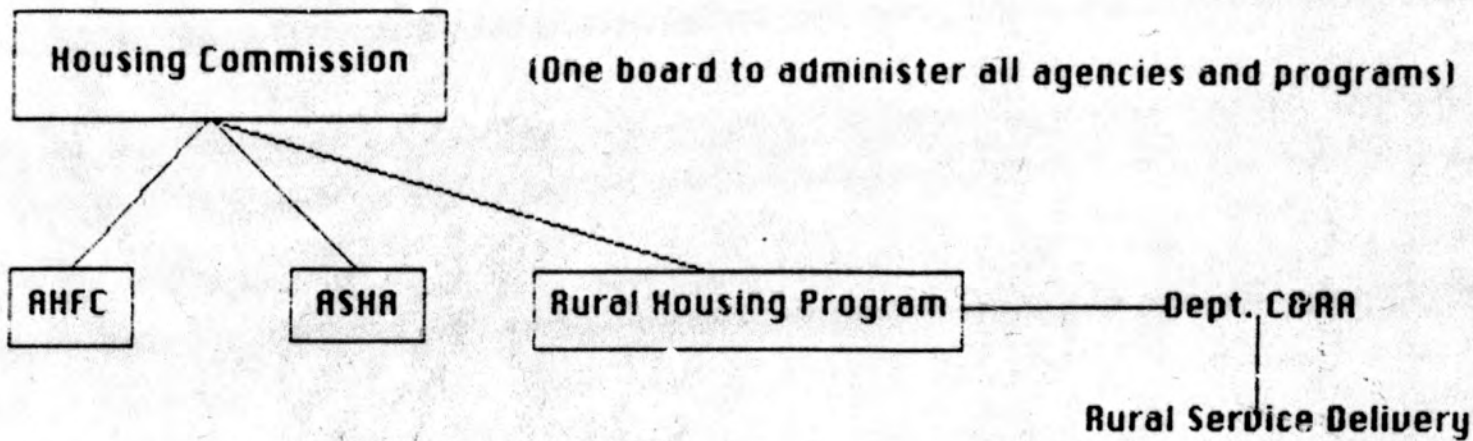 Housing Commission
(One board to administer all agencies and programs)
AHFC
ASHA
Rural Housing Program
Dept. C&RA
Rural Service Delivery